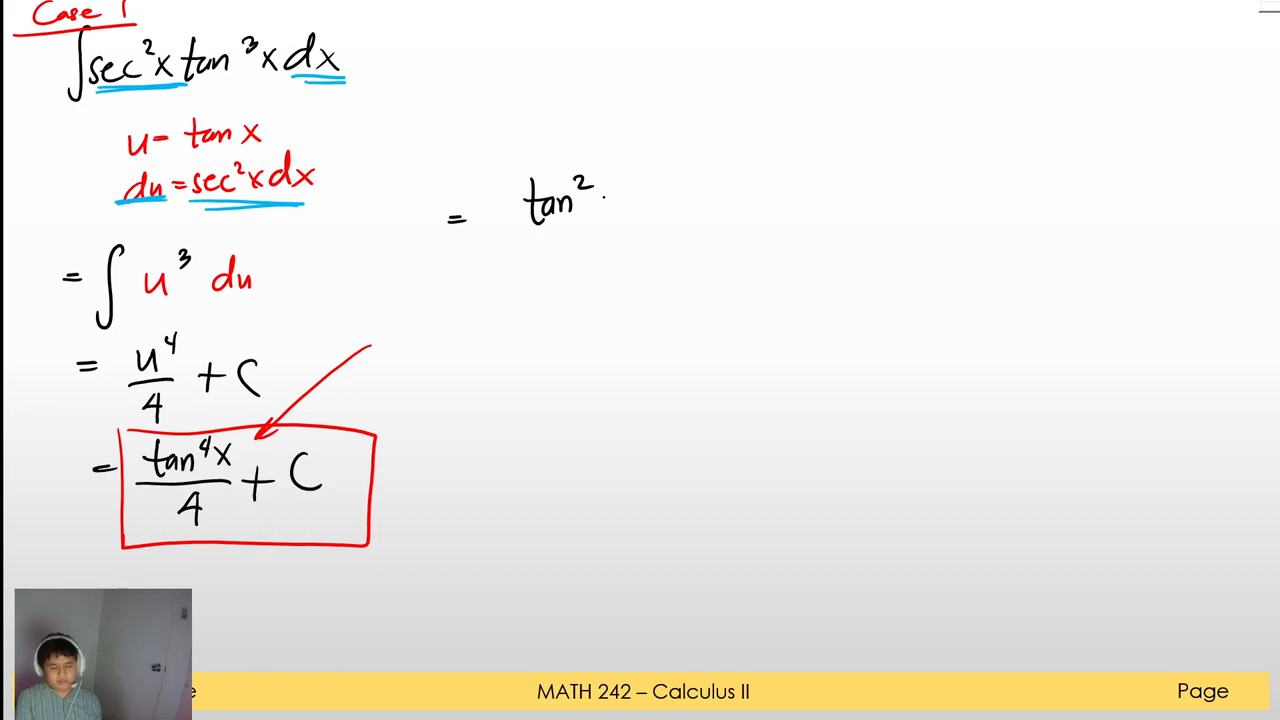 Case 1
∫sec²x tan³x dx
u = tan x
du = sec²x dx
= ∫ u³ du
= u⁴/4 + C
= tan⁴x/4 + C
= tan²
MATH 242 – Calculus II
Page